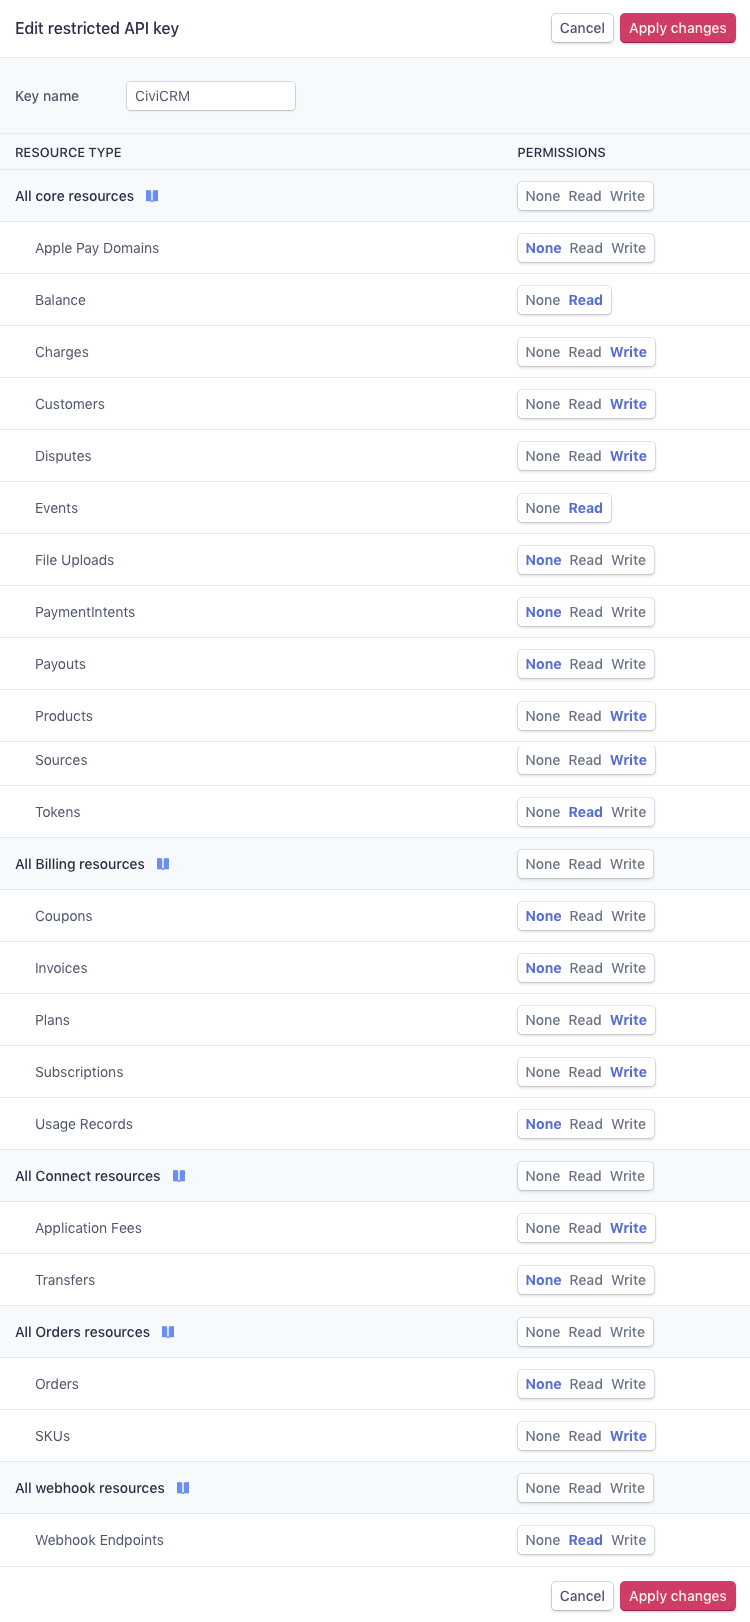 Edit restricted API key Cancel Apply changes
Key name CiviCRM
RESOURCE TYPE PERMISSIONS
All core resources None Read Write
Apple Pay Domains None Read Write
Balance None Read
Charges None Read Write
Customers None Read Write
Disputes None Read Write
Events None Read
File Uploads None Read Write
PaymentIntents None Read Write
Payouts None Read Write
Products None Read Write
Sources None Read Write
Tokens None Read Write
All Billing resources None Read Write
Coupons None Read Write
Invoices None Read Write
Plans None Read Write
Subscriptions None Read Write
Usage Records None Read Write
All Connect resources None Read Write
Application Fees None Read Write
Transfers None Read Write
All Orders resources None Read Write
Orders None Read Write
SKUs None Read Write
All webhook resources None Read Write
Webhook Endpoints None Read Write
Cancel Apply changes